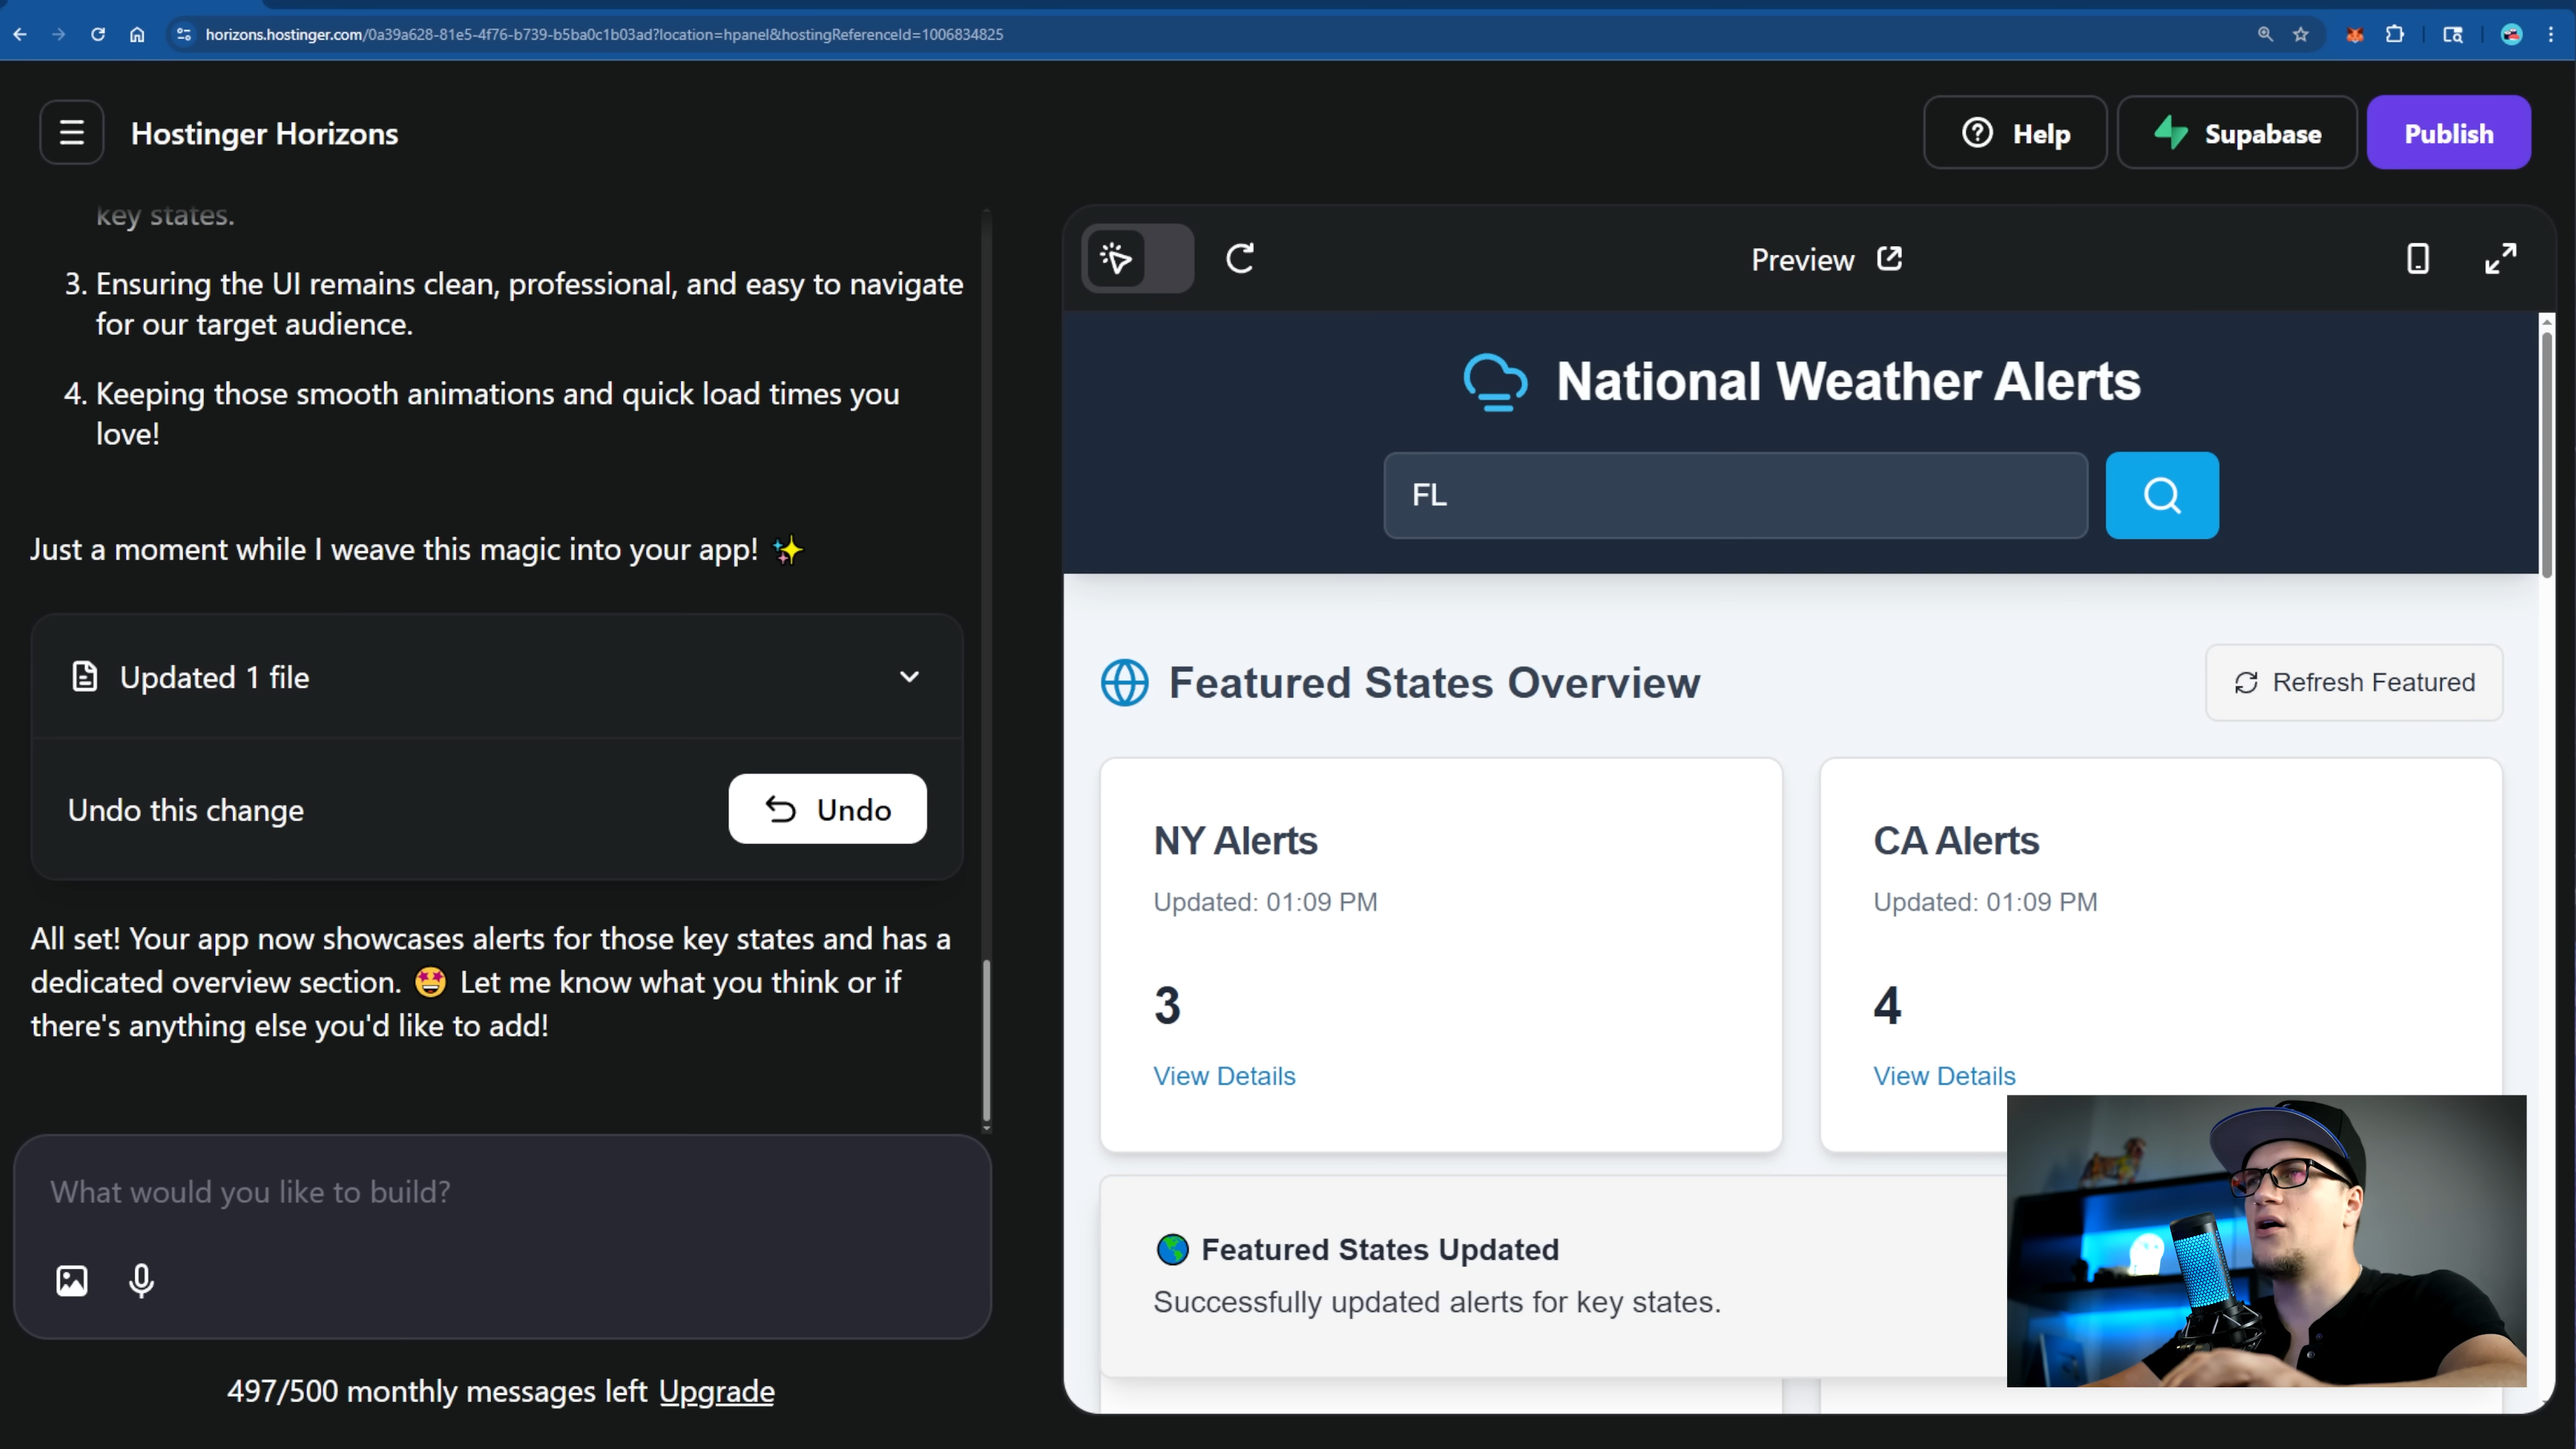 horizons.hostinger.com/0a39a628-81e5-4f76-b739-b5ba0c1b03ad?location=hpanel&hostingReferenceId=1006834825
Hostinger Horizons
Help
Supabase
Publish
key states.
3. Ensuring the UI remains clean, professional, and easy to navigate
for our target audience.
4. Keeping those smooth animations and quick load times you
love!
Just a moment while I weave this magic into your app! ✨
Updated 1 file
Undo this change
Undo
All set! Your app now showcases alerts for those key states and has a
dedicated overview section. 🤩 Let me know what you think or if
there's anything else you'd like to add!
What would you like to build?
497/500 monthly messages left Upgrade
Preview
National Weather Alerts
FL
Featured States Overview
Refresh Featured
NY Alerts
Updated: 01:09 PM
3
View Details
CA Alerts
Updated: 01:09 PM
4
View Details
🌎 Featured States Updated
Successfully updated alerts for key states.